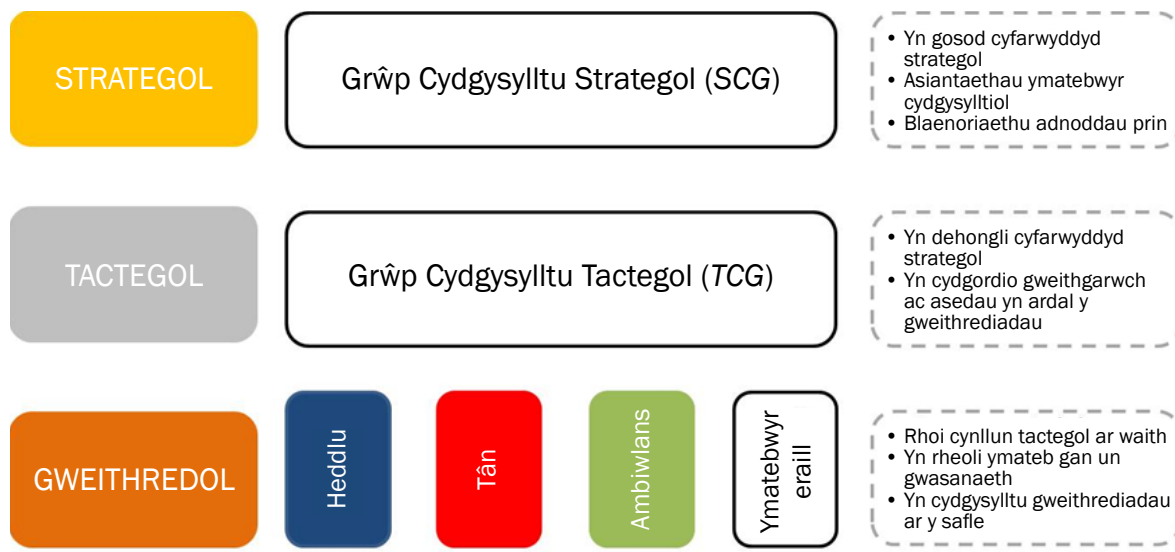 STRATEGOL
Grŵp Cydgysylltu Strategol (SCG)
• Yn gosod cyfarwyddyd
strategol
• Asiantaethau ymatebwyr
cydgysylltiol
• Blaenoriaethu adnoddau prin
TACTEGOL
Grŵp Cydgysylltu Tactegol (TCG)
• Yn dehongli cyfarwyddyd
strategol
• Yn cydgordio gweithgarwch
ac asedau yn ardal y
gweithrediadau
GWEITHREDOL
Heddlu
Tân
Ambiwlans
Ymatebwyr
eraill
• Rhoi cynllun tactegol ar waith
• Yn rheoli ymateb gan un
gwasanaeth
• Yn cydgysylltu gweithrediadau
ar y safle